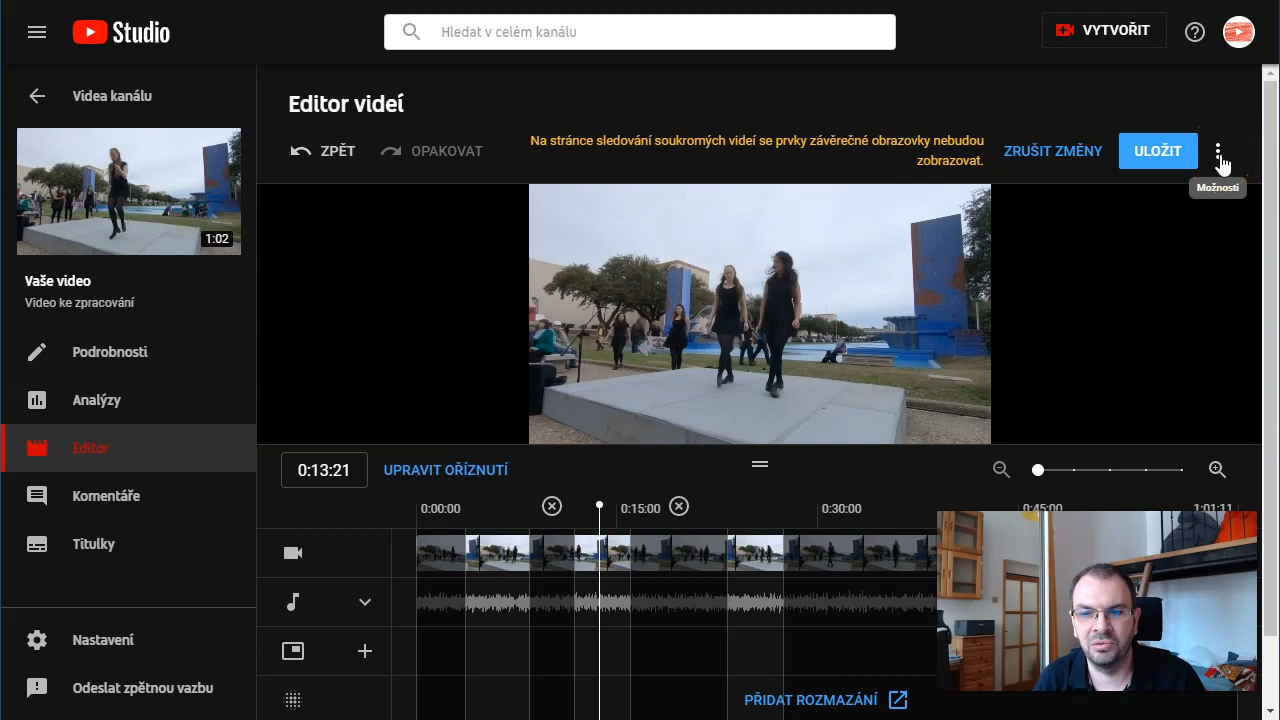 Studio
Hledat v celém kanálu
VYTVOŘIT
Videa kanálu
1:02
Vaše video
Video ke zpracování
Podrobnosti
Analýzy
Editor
Komentáře
Titulky
Nastavení
Odeslat zpětnou vazbu
Editor videí
ZPĚT
OPAKOVAT
Na stránce sledování soukromých videí se prvky závěrečné obrazovky nebudou
zobrazovat.
ZRUŠIT ZMĚNY
ULOŽIT
Možnosti
0:13:21
UPRAVIT OŘÍZNUTÍ
0:00:00
0:15:00
0:30:00
0:45:00
1:01:11
PŘIDAT ROZMAZÁNÍ